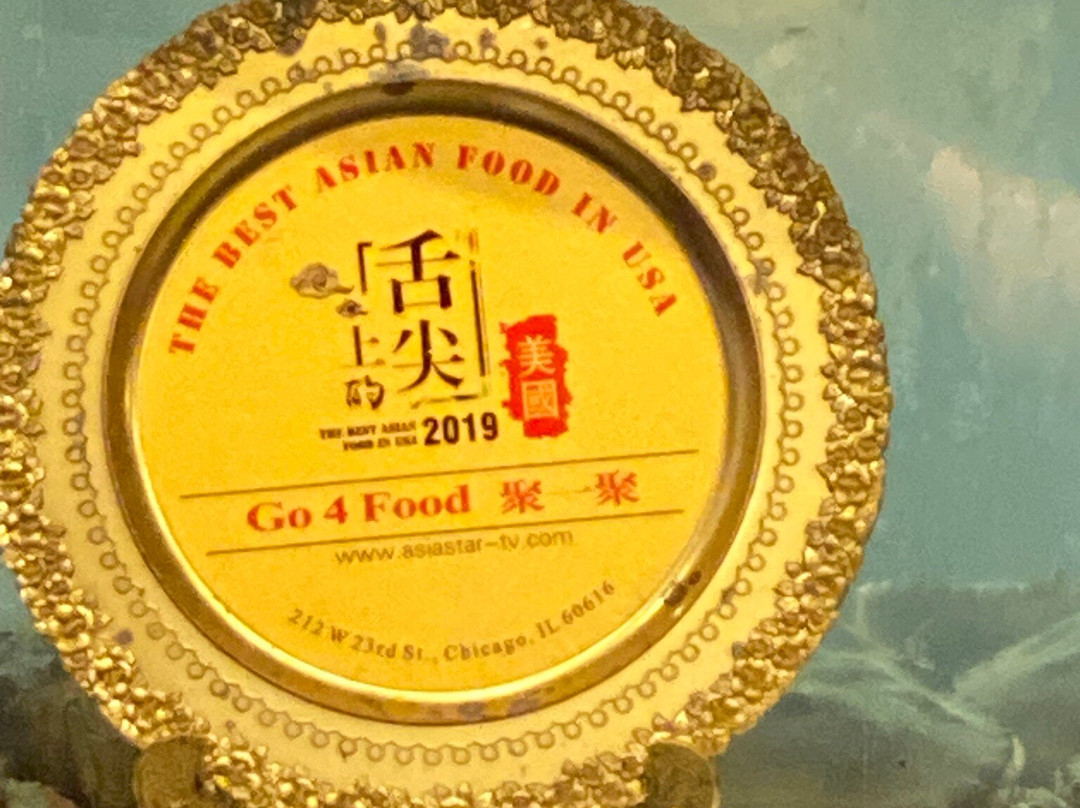 THE BEST ASIAN FOOD IN USA
「舌尖
上的
美國
THE BEST ASIAN
FOOD IN USA
2019
Go 4 Food 聚一聚
www.asiastar-tv.com
212 W 23rd St., Chicago, IL 60616